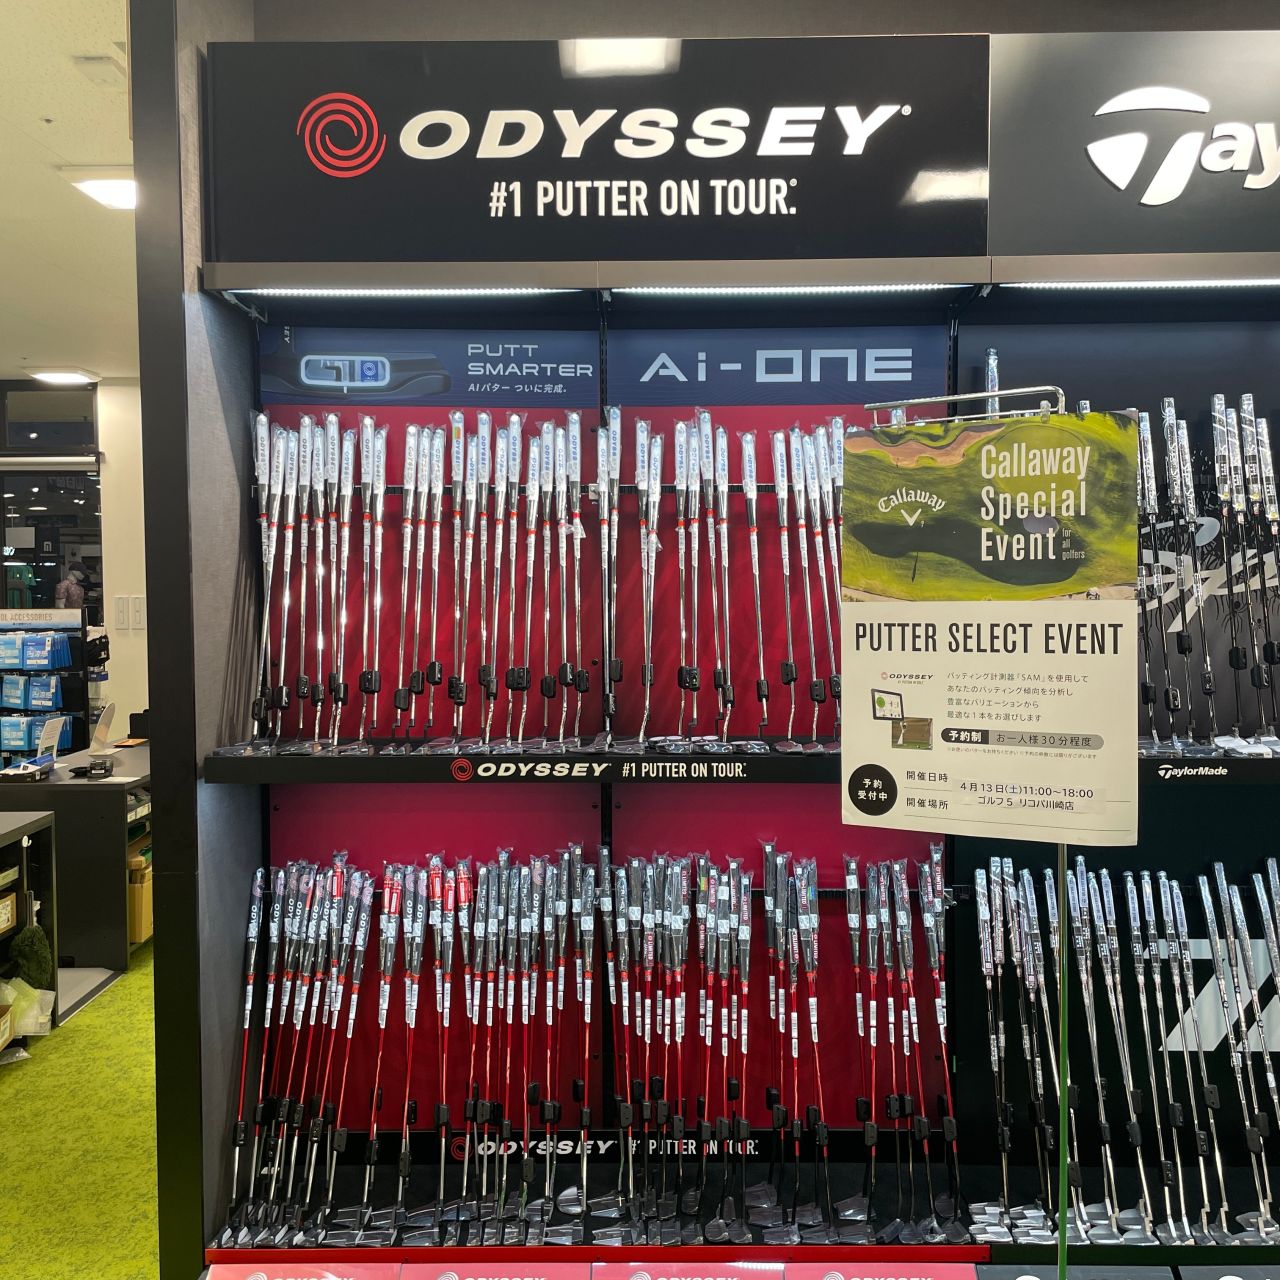 ODYSSEY®
#1 PUTTER ON TOUR.®
Tay
PUTT
SMARTER
AIパター ついに完成。
Ai-ONE
Callaway
Special
Event
for
all
golfers
Callaway
PUTTER SELECT EVENT
ODYSSEY
パッティング計測器「SAM」を使用して
あなたのパッティング傾向を分析し
豊富なバリエーションから
最適な1本をお選びします
予約制 お一人様30分程度
予約
受付中
開催日時 4月13日(土)11:00~18:00
開催場所 ゴルフ5 リコパ川崎店
ODYSSEY #1 PUTTER ON TOUR.
TaylorMade
ODYSSEY #1 PUTTER ON TOUR.
OL ACCESSORIES